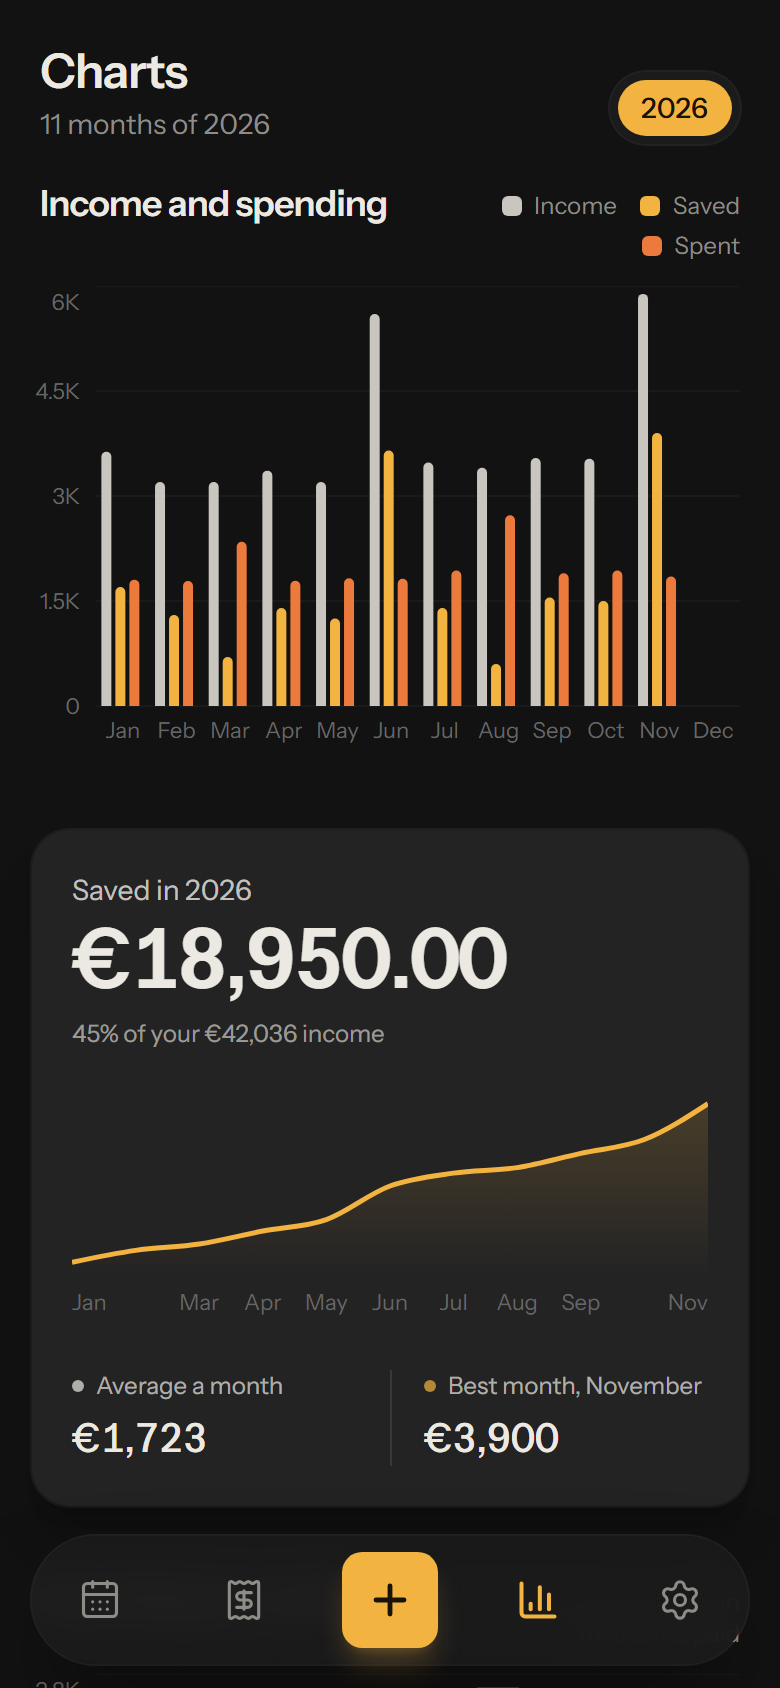 Charts
11 months of 2026
2026
Income and spending
Income
Saved
Spent
6K
4.5K
3K
1.5K
0
Jan Feb Mar Apr May Jun Jul Aug Sep Oct Nov Dec
Saved in 2026
€18,950.00
45% of your €42,036 income
Jan Mar Apr May Jun Jul Aug Sep Nov
Average a month
€1,723
Best month, November
€3,900